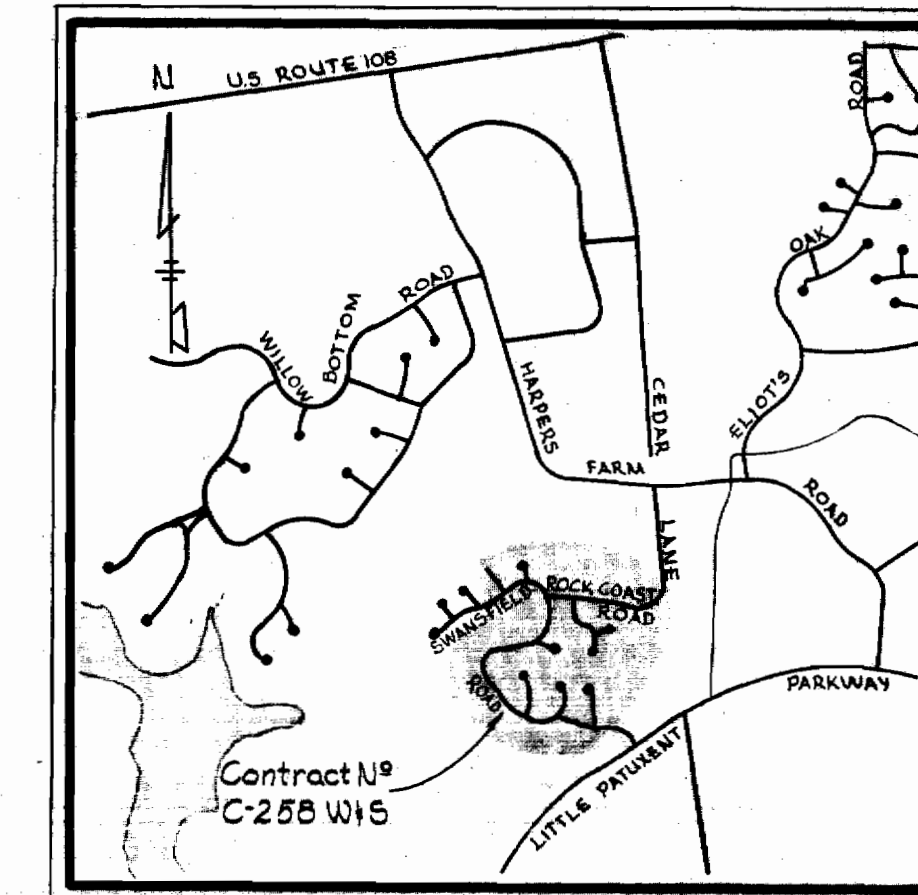 N
U.S ROUTE 108
ROAD
OAK
ELIOT'S
WILLOW
BOTTOM
ROAD
HARPERS
FARM
ROAD
CEDAR
LANE
ROCK COAST
ROAD
SWANSFIELD
ROAD
PARKWAY
LITTLE PATUXENT
Contract Nº
C-258 W&S